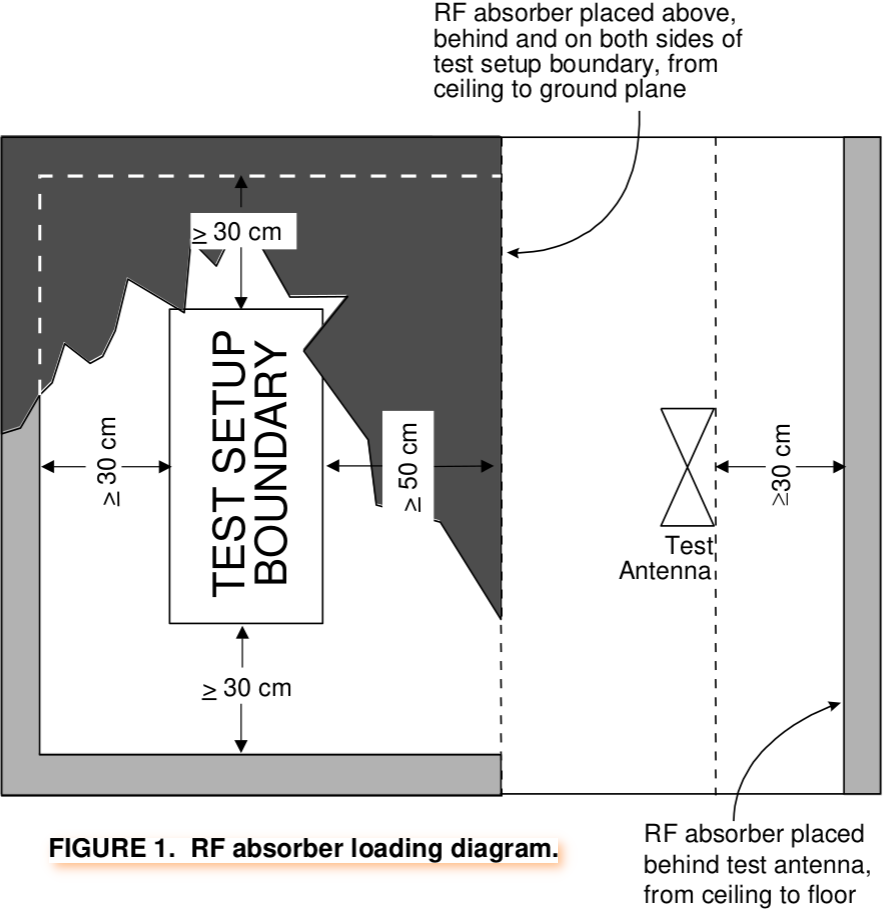 RF absorber placed above,
behind and on both sides of
test setup boundary, from
ceiling to ground plane
≥ 30 cm
TEST SETUP
BOUNDARY
≥ 30 cm
≥ 50 cm
≥30 cm
Test
Antenna
≥ 30 cm
RF absorber placed
behind test antenna,
from ceiling to floor
FIGURE 1. RF absorber loading diagram.